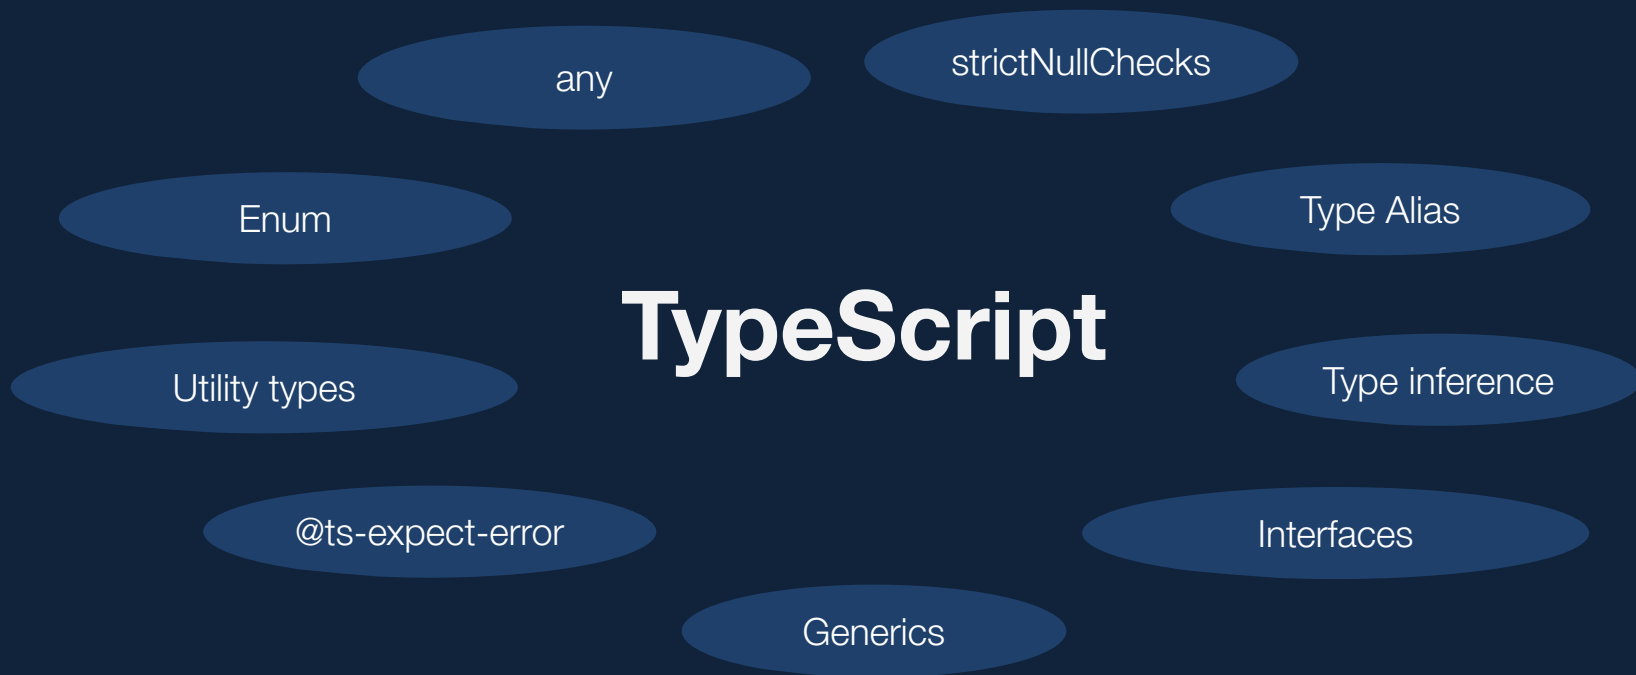 any
strictNullChecks
Enum
Type Alias
TypeScript
Utility types
Type inference
@ts-expect-error
Interfaces
Generics